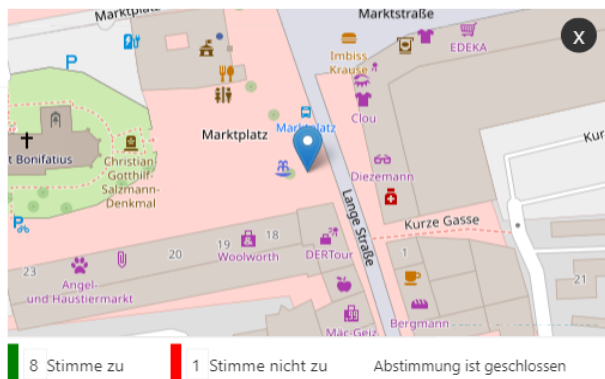 Marktplatz
Marktstraße
X
EDEKA
Imbiss
Krause
P
Marktplatz
Marktplatz
Clou
Kur
t Bonifatius
Christian
Gotthilf-
Salzmann-
Denkmal
Diezemann
P
Lange Straße
Kurze Gasse
23
20
19
18
1
21
Woolworth
DERTour
Angel-
und Haustiermarkt
Mäc-Geiz
Bergmann
8 Stimme zu
1 Stimme nicht zu
Abstimmung ist geschlossen